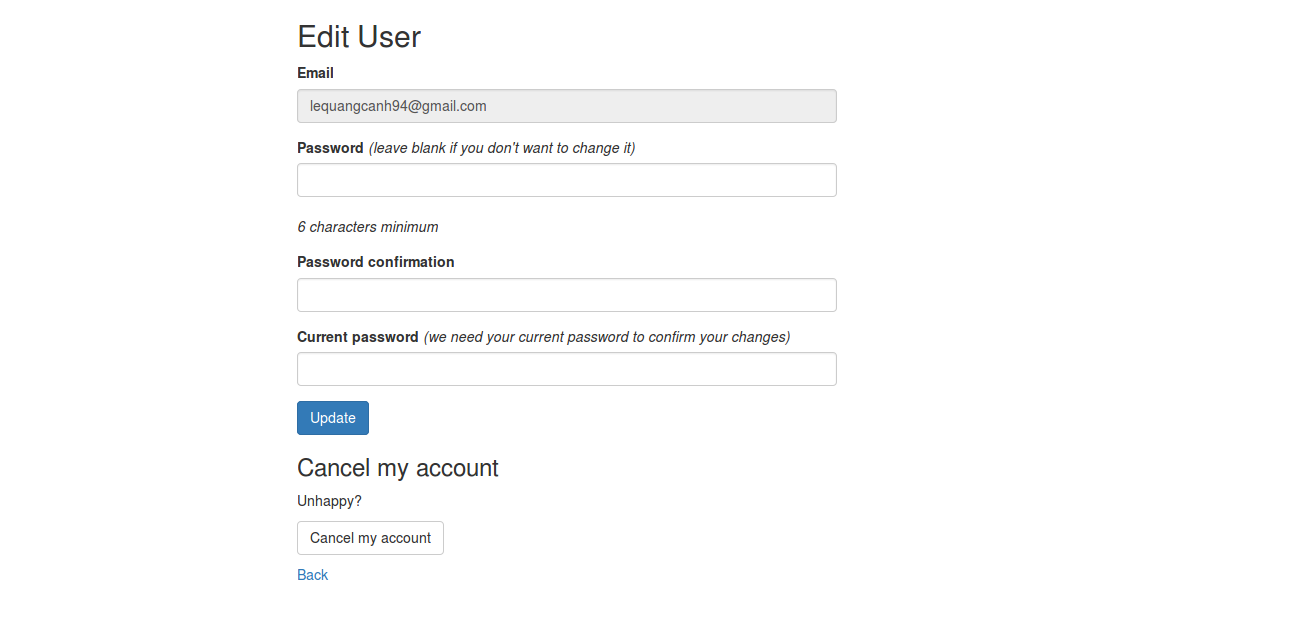 Edit User
Email
lequangcanh94@gmail.com
Password (leave blank if you don't want to change it)
6 characters minimum
Password confirmation
Current password (we need your current password to confirm your changes)
Update
Cancel my account
Unhappy?
Cancel my account
Back